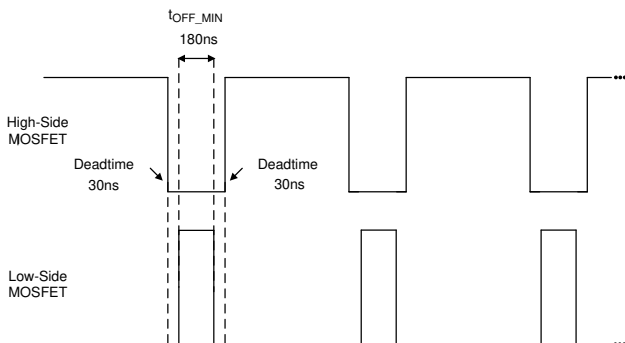 tOFF_MIN
180ns
High-Side
MOSFET
Deadtime
30ns
Deadtime
30ns
Low-Side
MOSFET